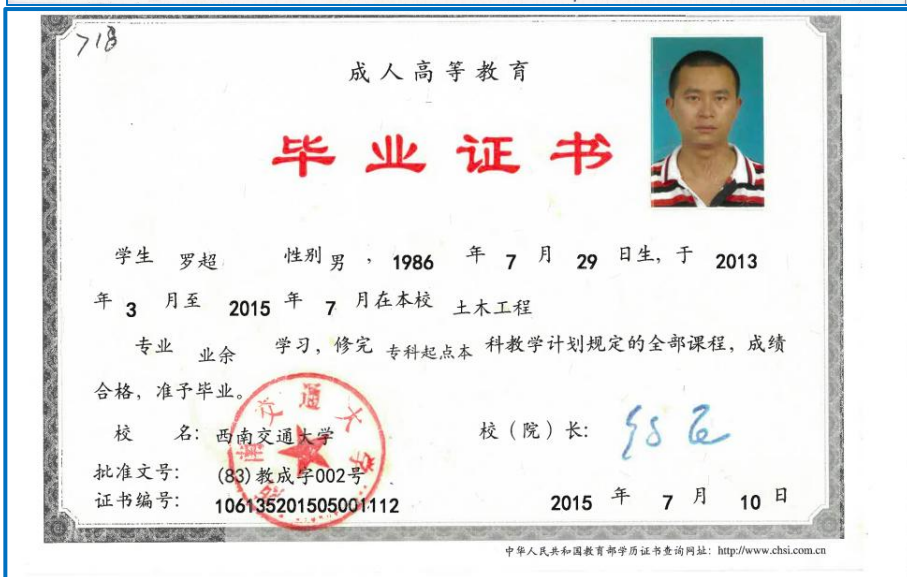 成人高等教育
毕业证书
学生 罗超 性别 男 ， 1986 年 7 月 29 日生，于 2013
年 3 月至 2015 年 7 月在本校 土木工程
专业 业余 学习，修完 专科起点本 科教学计划规定的全部课程，成绩
合格，准予毕业。
校 名： 西南交通大学
校（院）长：
批准文号： (83)教成字002号
证书编号： 106135201505001112
2015 年 7 月 10 日
西南交通大学
中华人民共和国教育部学历证书查询网址：http://www.chsi.com.cn